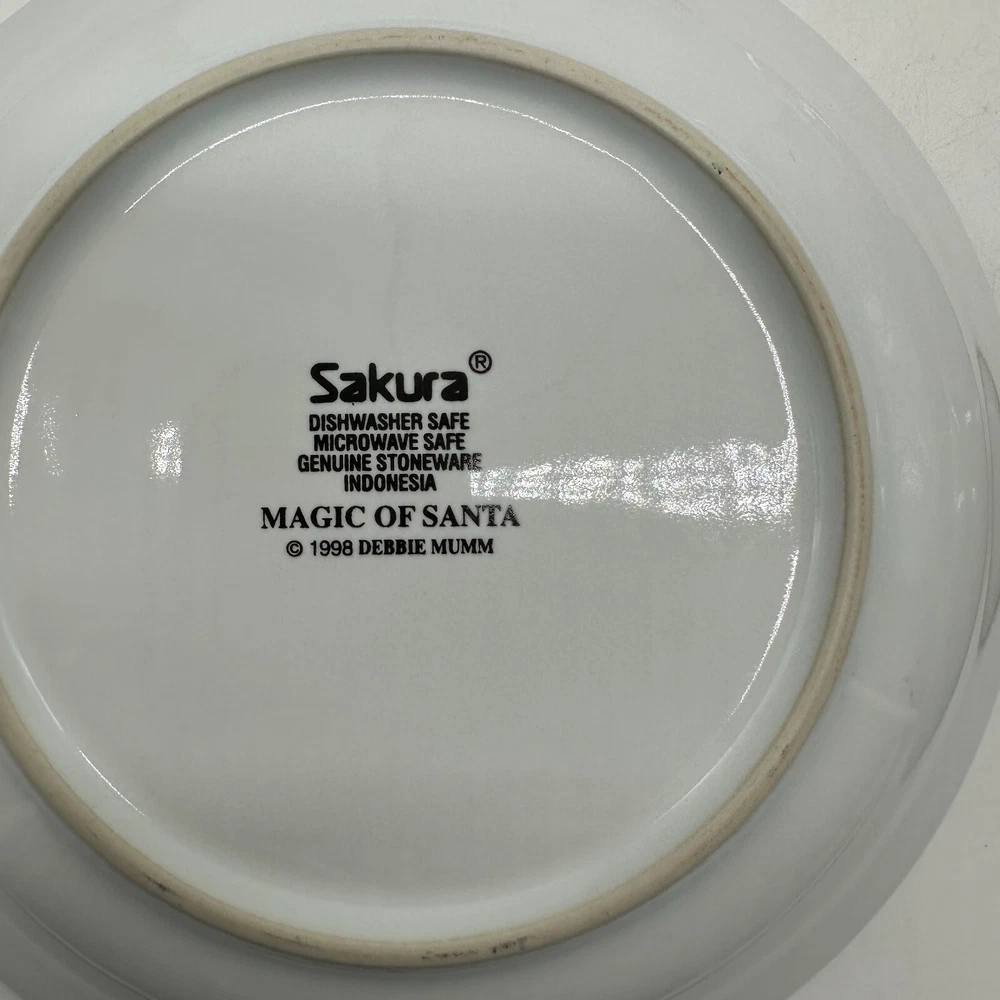 Sakura®
DISHWASHER SAFE
MICROWAVE SAFE
GENUINE STONEWARE
INDONESIA
MAGIC OF SANTA
© 1998 DEBBIE MUMM